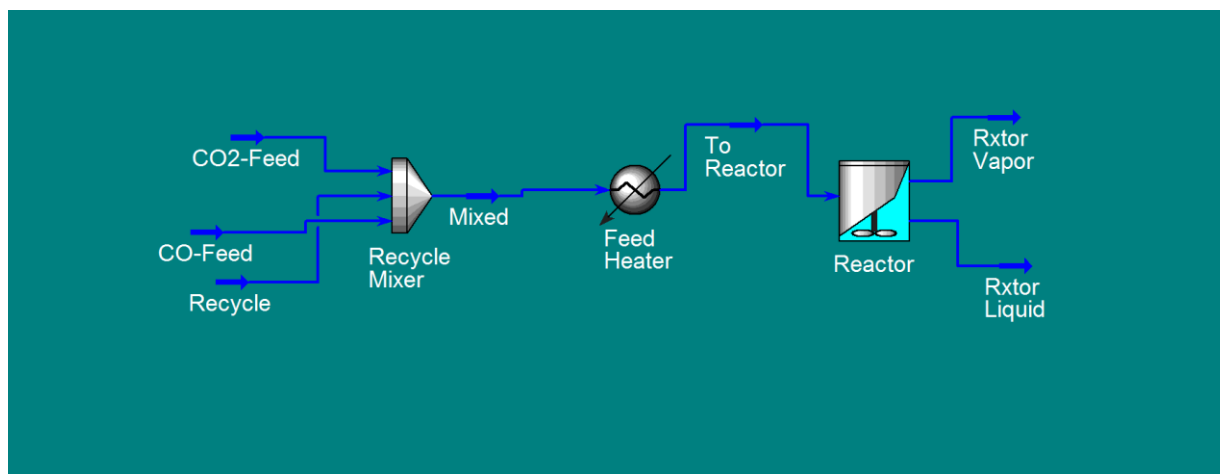 CO2-Feed
CO-Feed
Recycle
Recycle
Mixer
Mixed
Feed
Heater
To
Reactor
Reactor
Rxtor
Vapor
Rxtor
Liquid